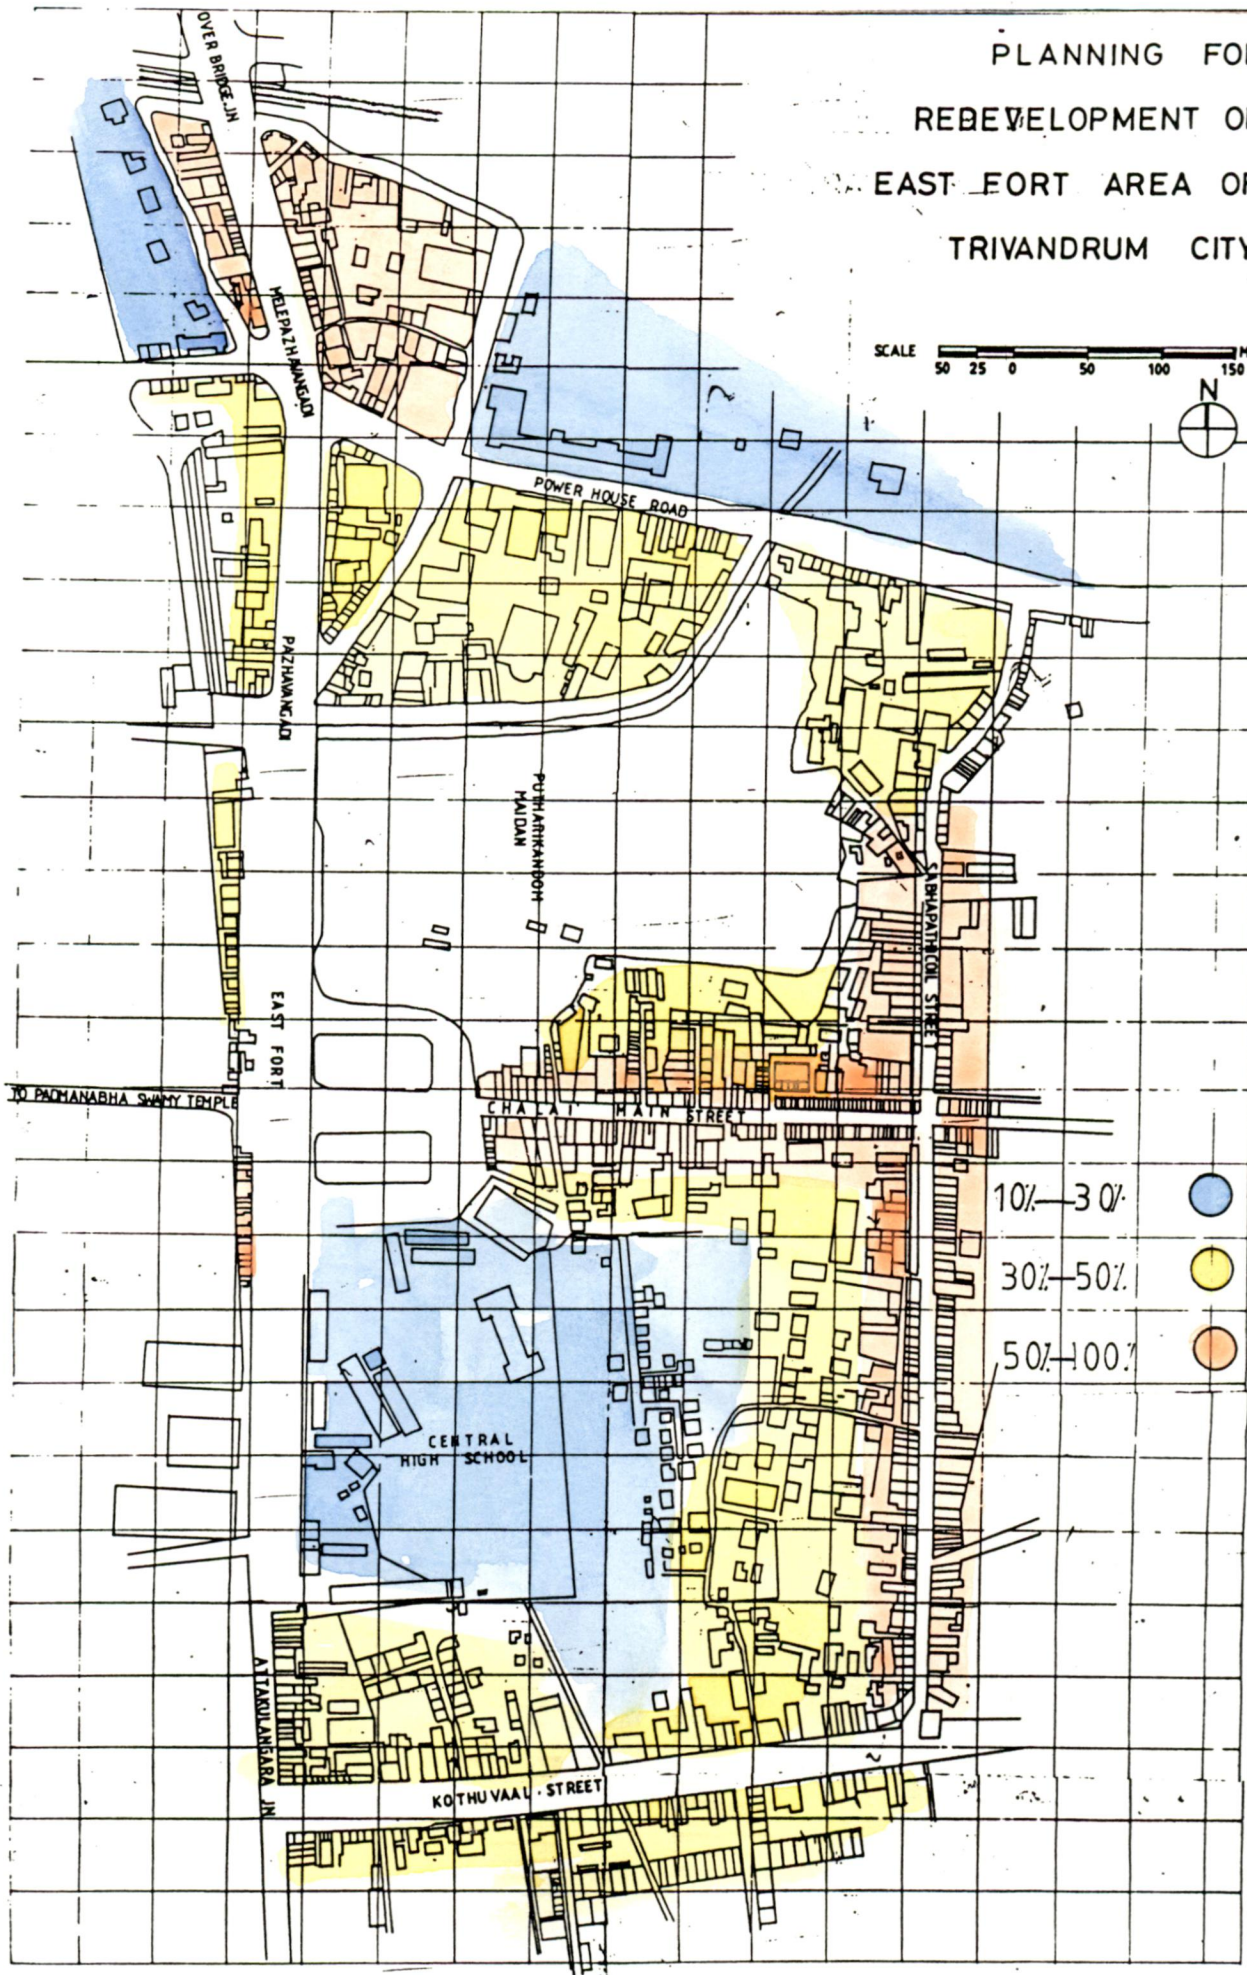 PLANNING FO
REDEVELOPMENT O
EAST FORT AREA O
TRIVANDRUM CITY
SCALE
50 25 0 50 100 150
M
N
OVER BRIDGE.JN
MELEPAZHAVANGADI
POWER HOUSE ROAD
PAZHAVANGADI
PUTHARIKANDOM
MAIDAN
SABHAPATHICOIL STREET
EAST FORT
TO PADMANABHA SWAMY TEMPLE
CHALAI MAIN STREET
10%—30%
30%—50%
50%—100%
CENTRAL
HIGH SCHOOL
ATTAKULANGARA JN
KOTHUVAAL STREET